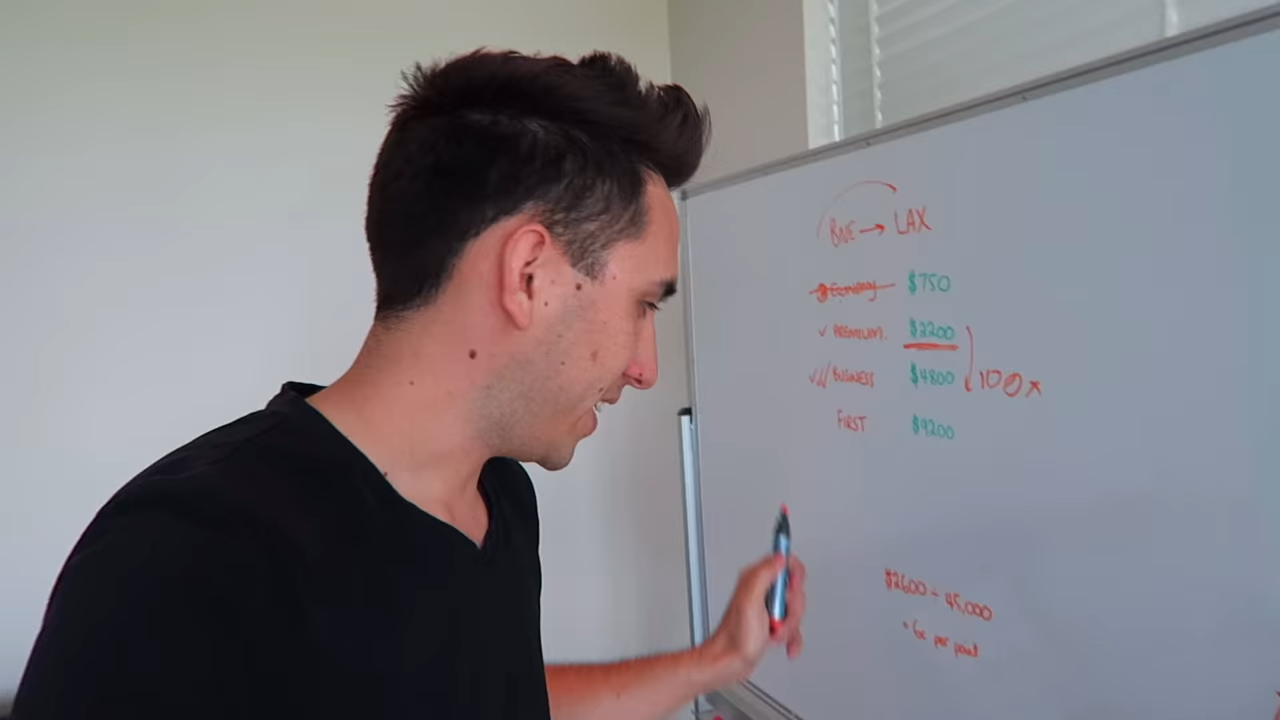 BNE → LAX
Economy $750
✓ PREMIUM. $2200
✓// BUSINESS $4800
100x
FIRST $9200
$2600 ÷ 45,000
= 6c per point